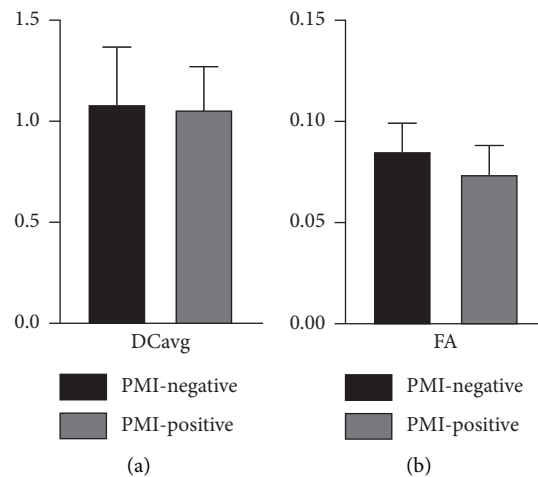 1.5
1.0
0.5
0.0
DCavg
PMI-negative
PMI-positive
(a)
0.15
0.10
0.05
0.00
FA
PMI-negative
PMI-positive
(b)